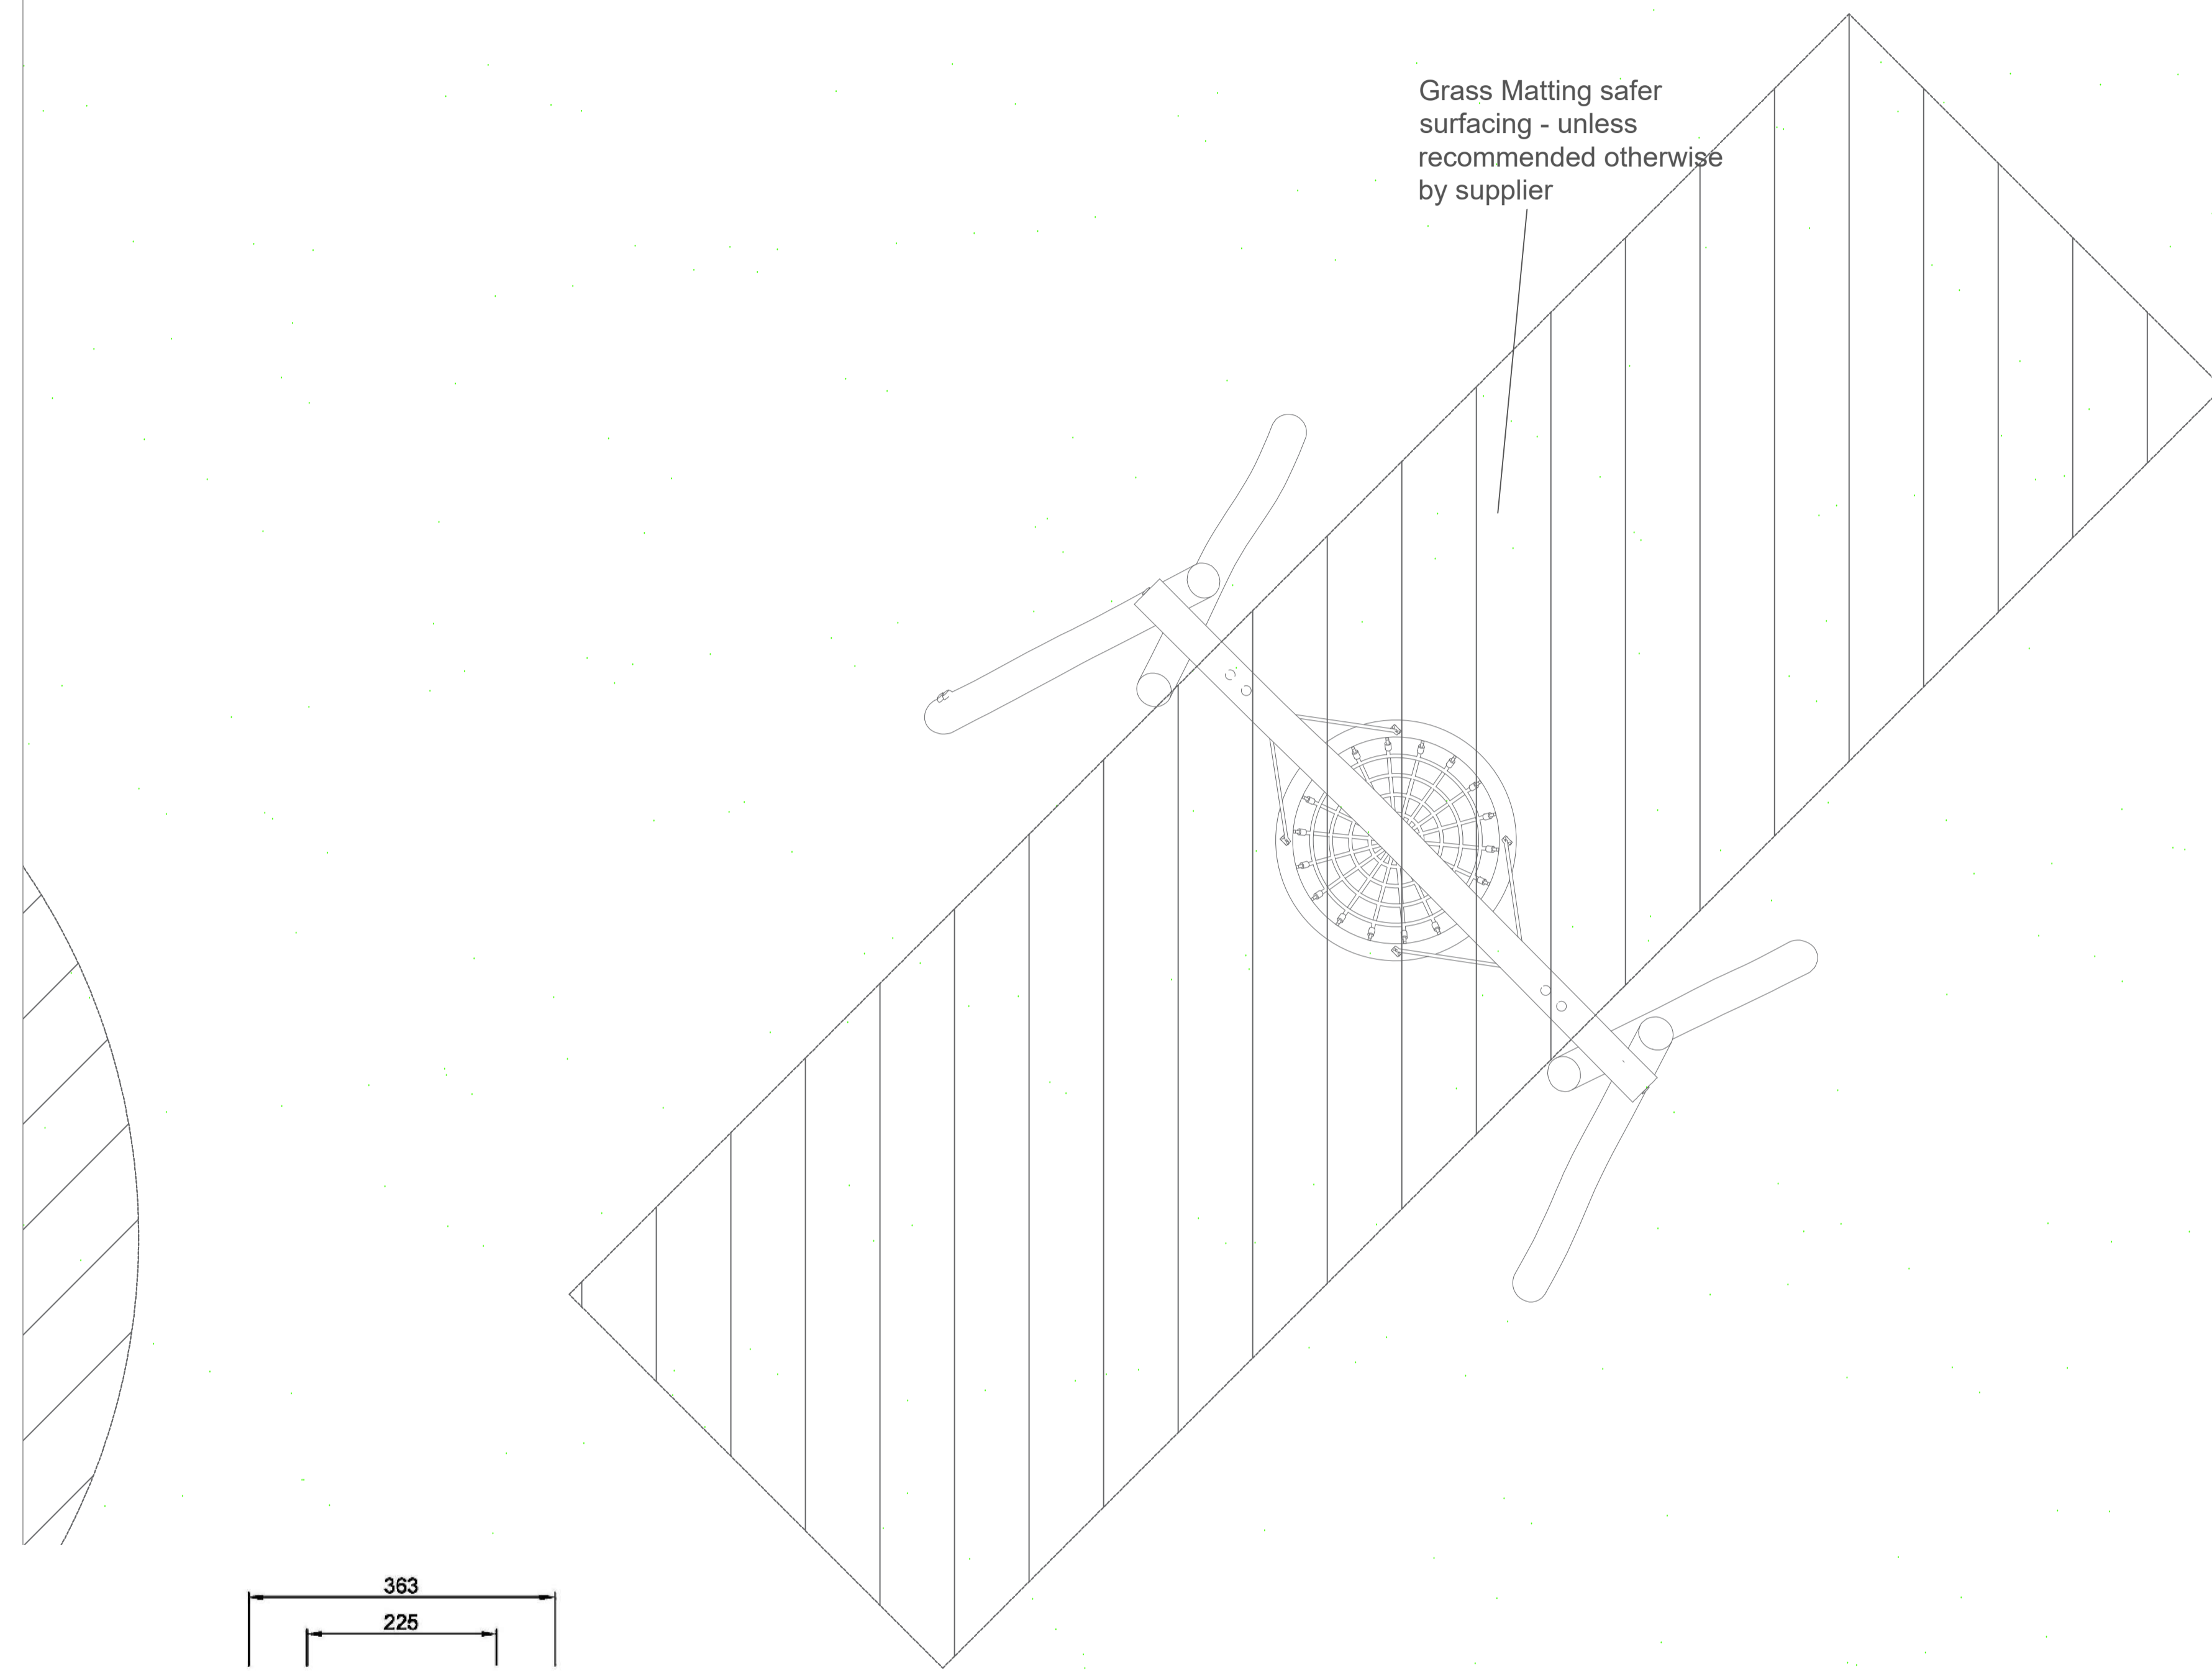 Grass Matting safer
surfacing - unless
recommended otherwise
by supplier
363
225